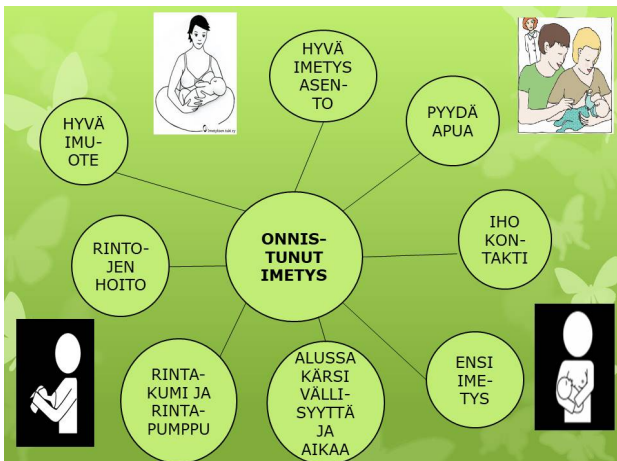 HYVÄ
IMETYS
ASEN-
TO
PYYDÄ
APUA
HYVÄ
IMU-
OTE
IHO
KON-
TAKTI
ONNIS-
TUNUT
IMETYS
RINTO-
JEN
HOITO
ENSI
IME-
TYS
ALUSSA
KÄRSI
VÄLLI-
SYYTTÄ
JA
AIKAA
RINTA-
KUMI JA
RINTA-
PUMPPU